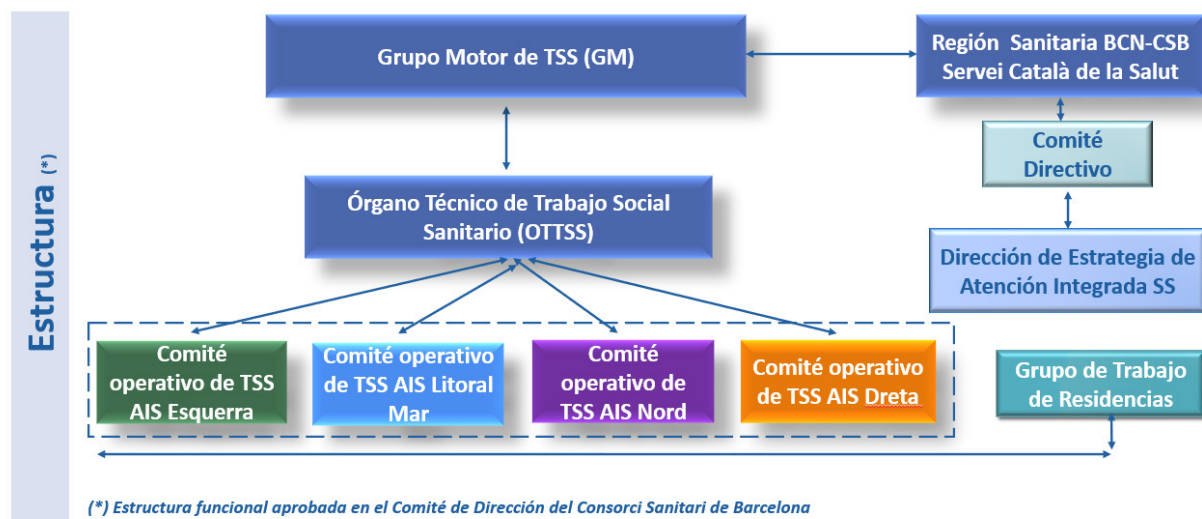 Estructura (*)
Grupo Motor de TSS (GM)
Región Sanitaria BCN-CSB
Servei Català de la Salut
Comité
Directivo
Órgano Técnico de Trabajo Social
Sanitario (OTTSS)
Dirección de Estrategia de
Atención Integrada SS
Comité
operativo de TSS
AIS Esquerra
Comité operativo
de TSS AIS Litoral
Mar
Comité
operativo de
TSS AIS Nord
Comité operativo
de TSS AIS Dreta
Grupo de Trabajo
de Residencias
(*) Estructura funcional aprobada en el Comité de Dirección del Consorci Sanitari de Barcelona